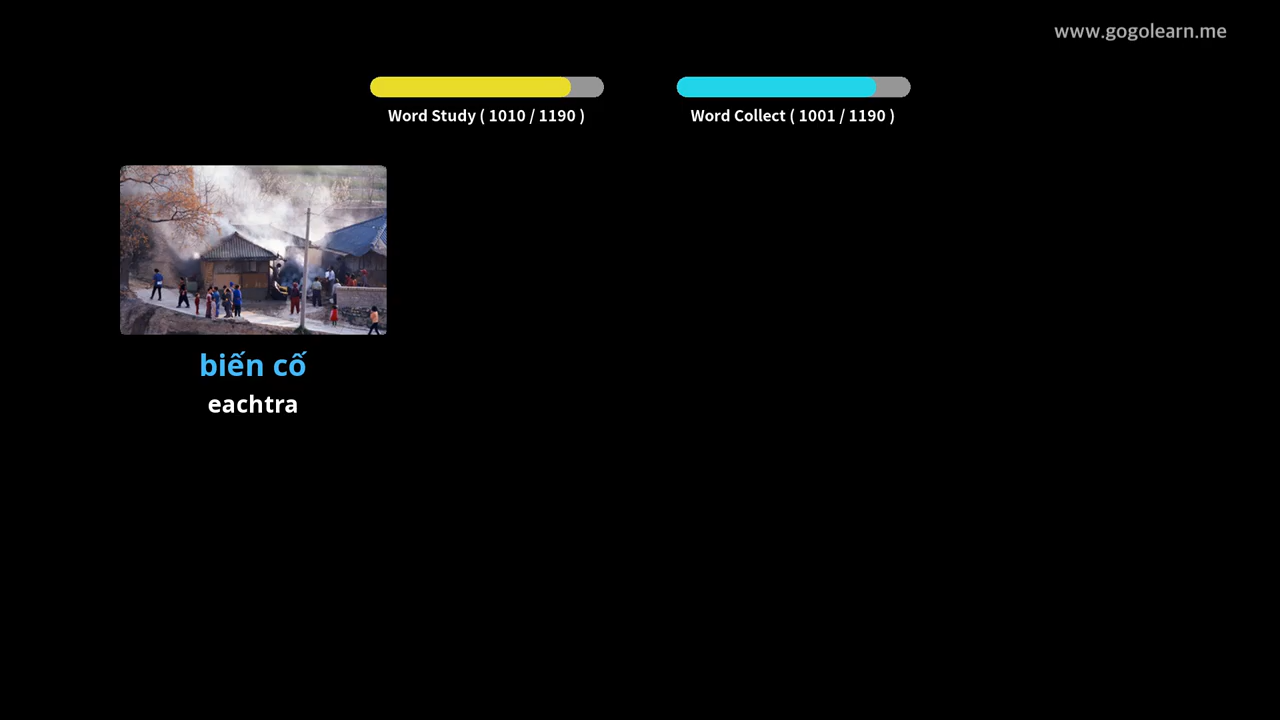 www.gogolearn.me
Word Study ( 1010 / 1190 )
Word Collect ( 1001 / 1190 )
biến cố
eachtra